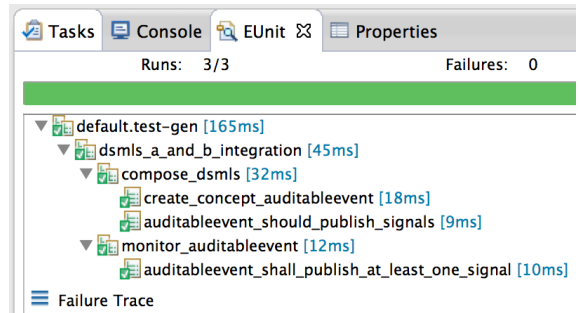 Tasks Console EUnit Properties
Runs: 3/3 Failures: 0
default.test-gen [165ms]
dsmls_a_and_b_integration [45ms]
compose_dsmls [32ms]
create_concept_auditableevent [18ms]
auditableevent_should_publish_signals [9ms]
monitor_auditableevent [12ms]
auditableevent_shall_publish_at_least_one_signal [10ms]
Failure Trace